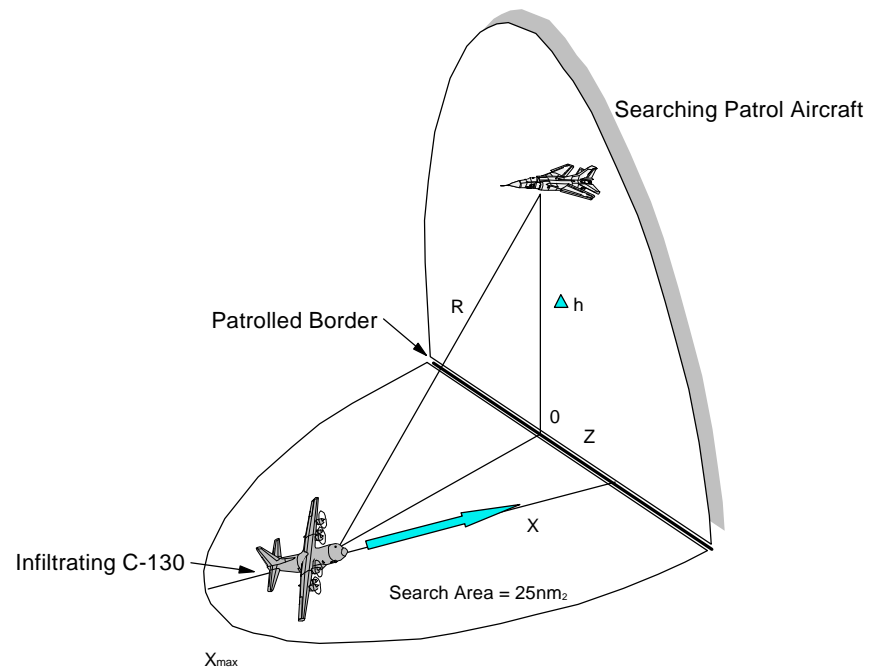 Searching Patrol Aircraft
R
h
Patrolled Border
0
Z
X
Infiltrating C-130
Search Area = 25nm₂
Xmax